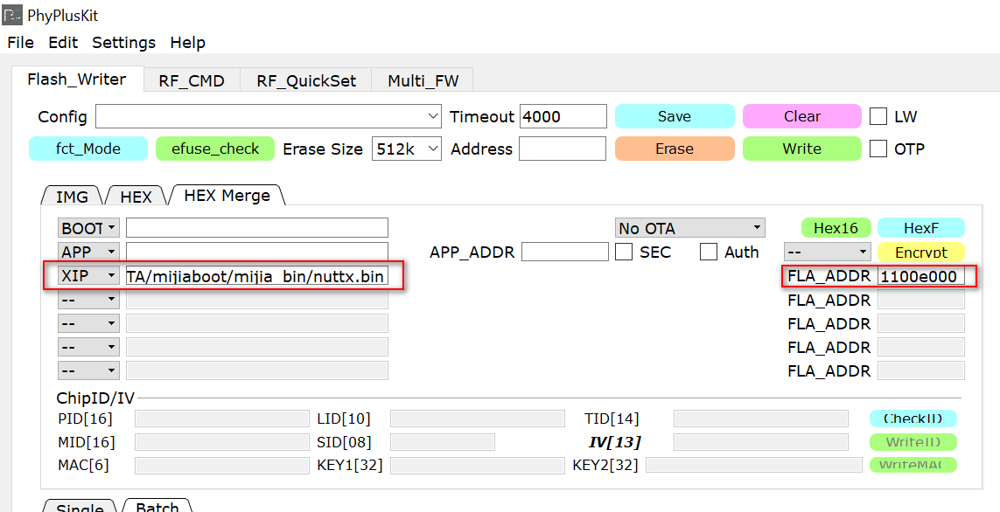 PhyPlusKit
File Edit Settings Help
Flash_Writer RF_CMD RF_QuickSet Multi_FW
Config Timeout 4000 Save Clear LW
fct_Mode efuse_check Erase Size 512k Address Erase Write OTP
IMG HEX HEX Merge
BOOT No OTA Hex16 HexF
APP APP_ADDR SEC Auth -- Encrypt
XIP TA/mijiaboot/mijia_bin/nuttx.bin FLA_ADDR 1100e000
-- FLA_ADDR
-- FLA_ADDR
-- FLA_ADDR
-- FLA_ADDR
ChipID/IV
PID[16] LID[10] TID[14] CheckID
MID[16] SID[08] IV[13] WriteID
MAC[6] KEY1[32] KEY2[32] WriteMAC
Single Batch